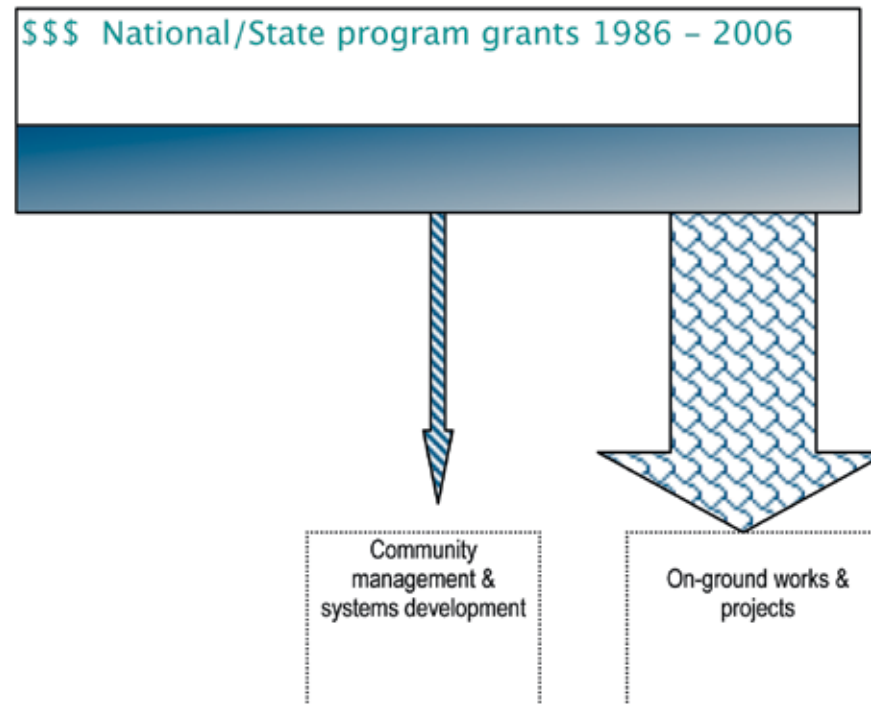 $$$ National/State program grants 1986 – 2006
Community
management &
systems development
On-ground works &
projects